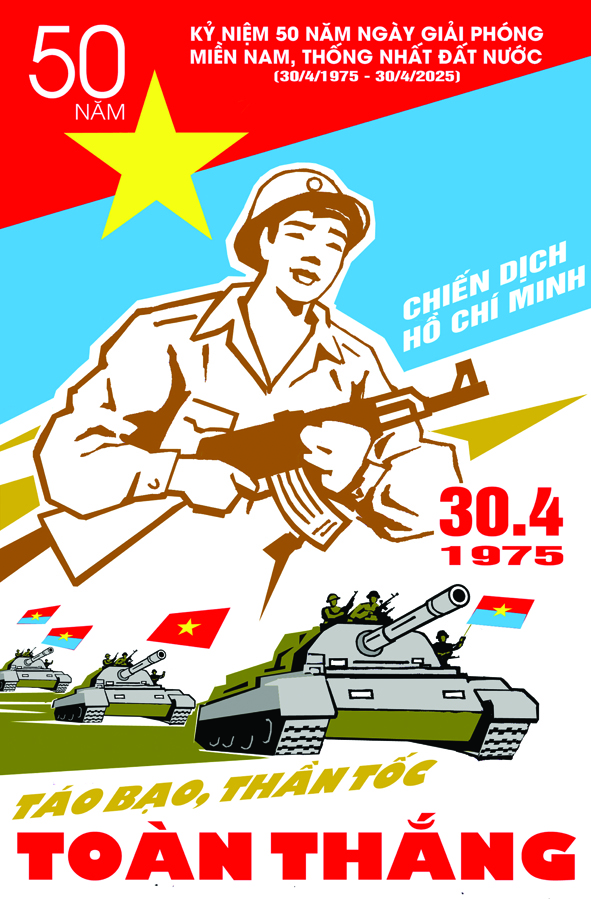 50
NĂM
KỶ NIỆM 50 NĂM NGÀY GIẢI PHÓNG
MIỀN NAM, THỐNG NHẤT ĐẤT NƯỚC
(30/4/1975 - 30/4/2025)
CHIẾN DỊCH
HỒ CHÍ MINH
30.4
1975
TÁO BẠO, THẦN TỐC
TOÀN THẮNG